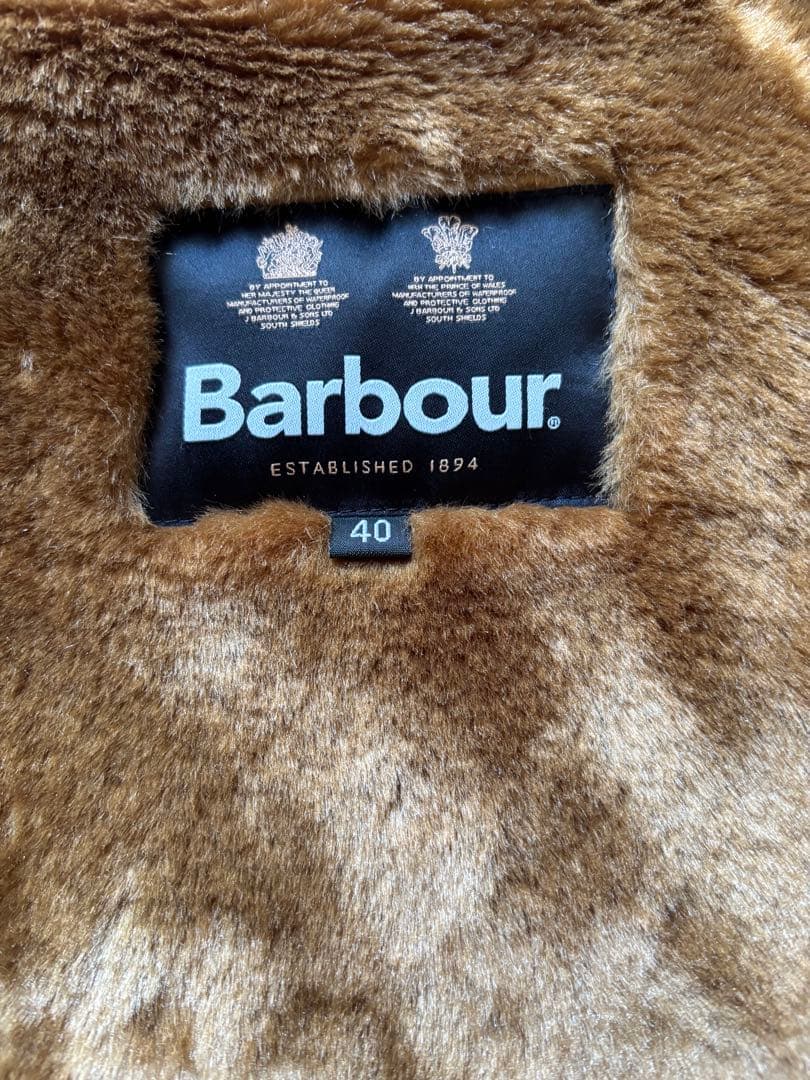 BY APPOINTMENT TO
HER MAJESTY THE QUEEN
MANUFACTURERS OF WATERPROOF
AND PROTECTIVE CLOTHING
J BARBOUR & SONS LTD
SOUTH SHIELDS
BY APPOINTMENT TO
HRH THE PRINCE OF WALES
MANUFACTURERS OF WATERPROOF
AND PROTECTIVE CLOTHING
J BARBOUR & SONS LTD
SOUTH SHIELDS
Barbour®
ESTABLISHED 1894
40